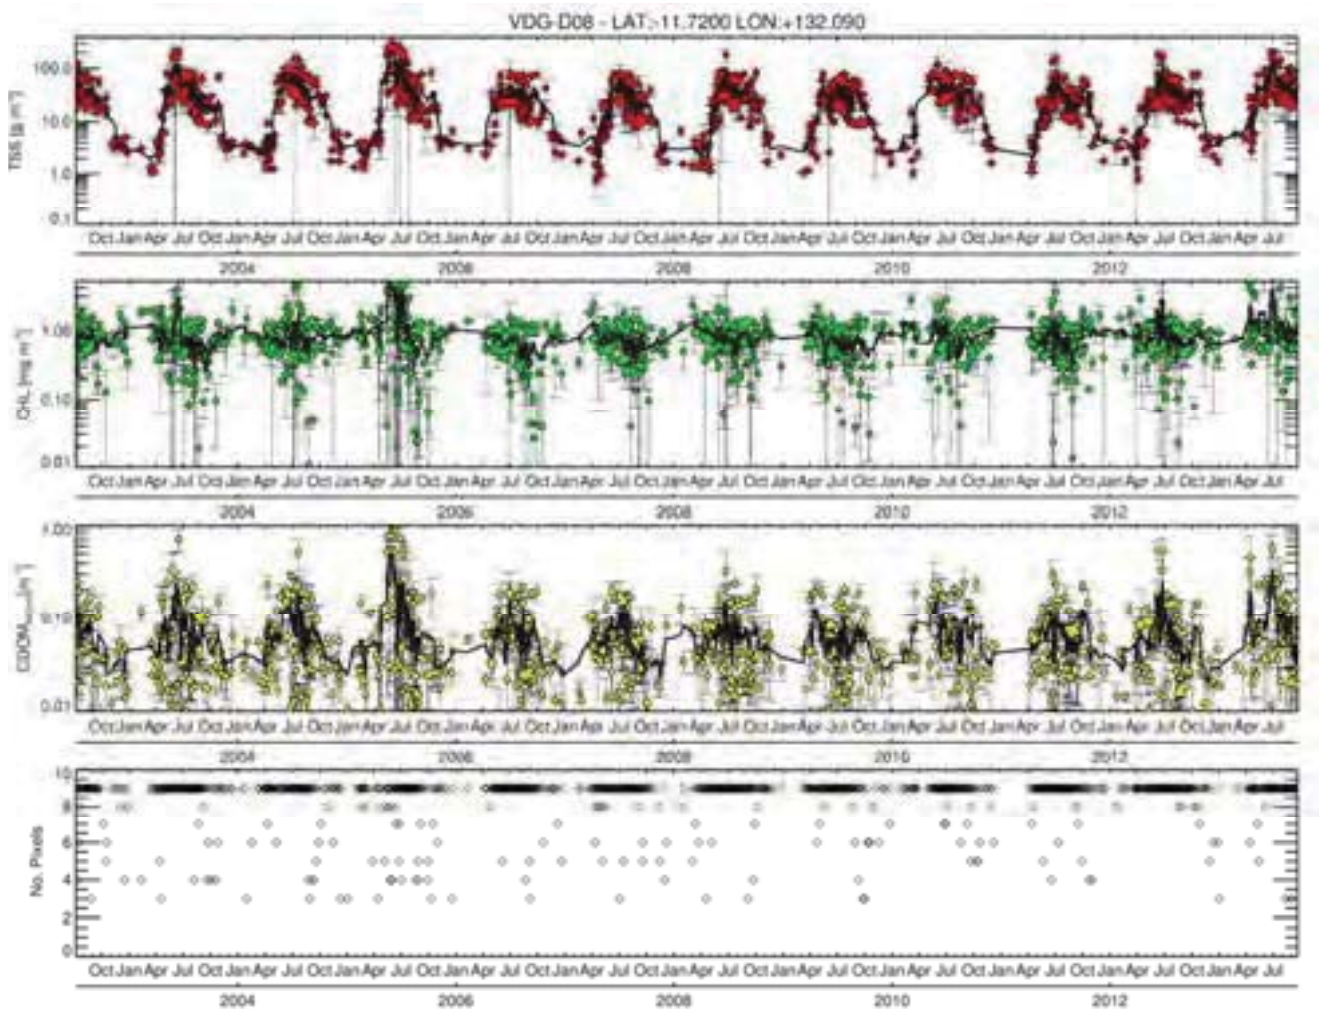 VDG-D08 - LAT:-11.7200 LON:+132.090
TSS [g m⁻³]
100.0
10.0
1.0
0.1
Oct Jan Apr Jul Oct Jan Apr Jul Oct Jan Apr Jul Oct Jan Apr Jul Oct Jan Apr Jul Oct Jan Apr Jul Oct Jan Apr Jul Oct Jan Apr Jul Oct Jan Apr Jul Oct Jan Apr Jul Oct Jan Apr Jul
2004 2006 2008 2010 2012
CHL [mg m⁻³]
1.00
0.10
0.01
Oct Jan Apr Jul Oct Jan Apr Jul Oct Jan Apr Jul Oct Jan Apr Jul Oct Jan Apr Jul Oct Jan Apr Jul Oct Jan Apr Jul Oct Jan Apr Jul Oct Jan Apr Jul Oct Jan Apr Jul Oct Jan Apr Jul
2004 2006 2008 2010 2012
1.00
0.10
0.01
Oct Jan Apr Jul Oct Jan Apr Jul Oct Jan Apr Jul Oct Jan Apr Jul Oct Jan Apr Jul Oct Jan Apr Jul Oct Jan Apr Jul Oct Jan Apr Jul Oct Jan Apr Jul Oct Jan Apr Jul Oct Jan Apr Jul
2004 2006 2008 2010 2012
No. Pixels
10
8
6
4
2
0
Oct Jan Apr Jul Oct Jan Apr Jul Oct Jan Apr Jul Oct Jan Apr Jul Oct Jan Apr Jul Oct Jan Apr Jul Oct Jan Apr Jul Oct Jan Apr Jul Oct Jan Apr Jul Oct Jan Apr Jul Oct Jan Apr Jul
2004 2006 2008 2010 2012